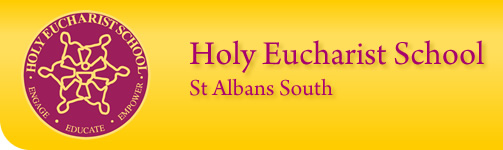 HOLY EUCHARIST SCHOOL
ENGAGE · EDUCATE · EMPOWER
Holy Eucharist School
St Albans South